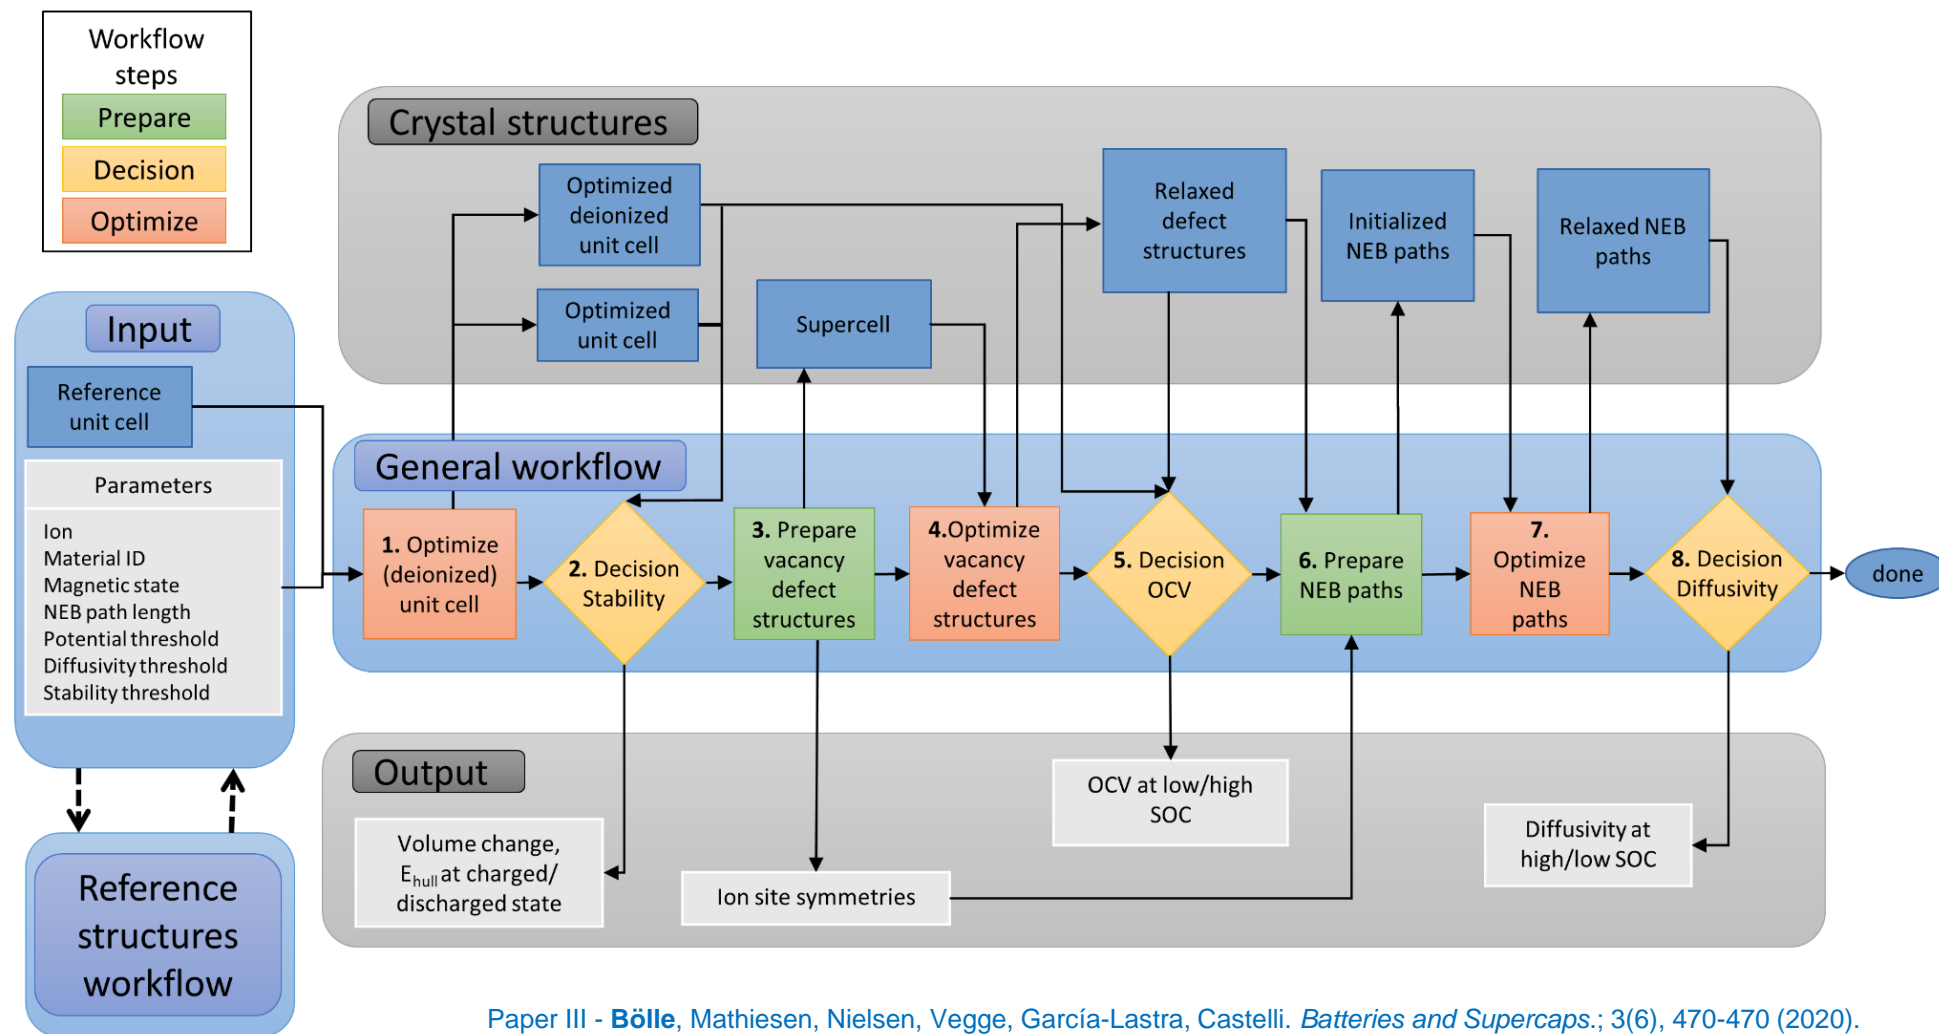 Workflow
steps
Prepare
Decision
Optimize
Crystal structures
Optimized
deionized
unit cell
Optimized
unit cell
Supercell
Relaxed
defect
structures
Initialized
NEB paths
Relaxed NEB
paths
Input
Reference
unit cell
Parameters
Ion
Material ID
Magnetic state
NEB path length
Potential threshold
Diffusivity threshold
Stability threshold
General workflow
1. Optimize
(deionized)
unit cell
2. Decision
Stability
3. Prepare
vacancy
defect
structures
4.Optimize
vacancy
defect
structures
5. Decision
OCV
6. Prepare
NEB paths
7.
Optimize
NEB
paths
8. Decision
Diffusivity
done
Output
Volume change,
Ehull at charged/
discharged state
Ion site symmetries
OCV at low/high
SOC
Diffusivity at
high/low SOC
Reference
structures
workflow
Paper III - Bölle, Mathiesen, Nielsen, Vegge, García-Lastra, Castelli. Batteries and Supercaps.; 3(6), 470-470 (2020).